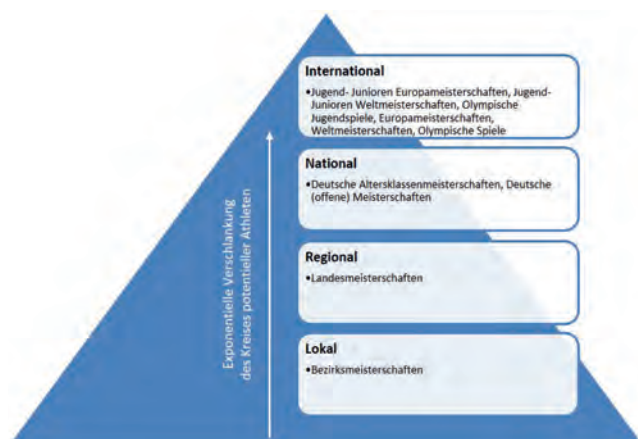 International
•Jugend- Junioren Europameisterschaften, Jugend-
Junioren Weltmeisterschaften, Olympische
Jugendspiele, Europameisterschaften,
Weltmeisterschaften, Olympische Spiele
National
•Deutsche Altersklassenmeisterschaften, Deutsche
(offene) Meisterschaften
Regional
•Landesmeisterschaften
Lokal
•Bezirksmeisterschaften
Exponentielle Verschlankung
des Kreises potentieller Athleten